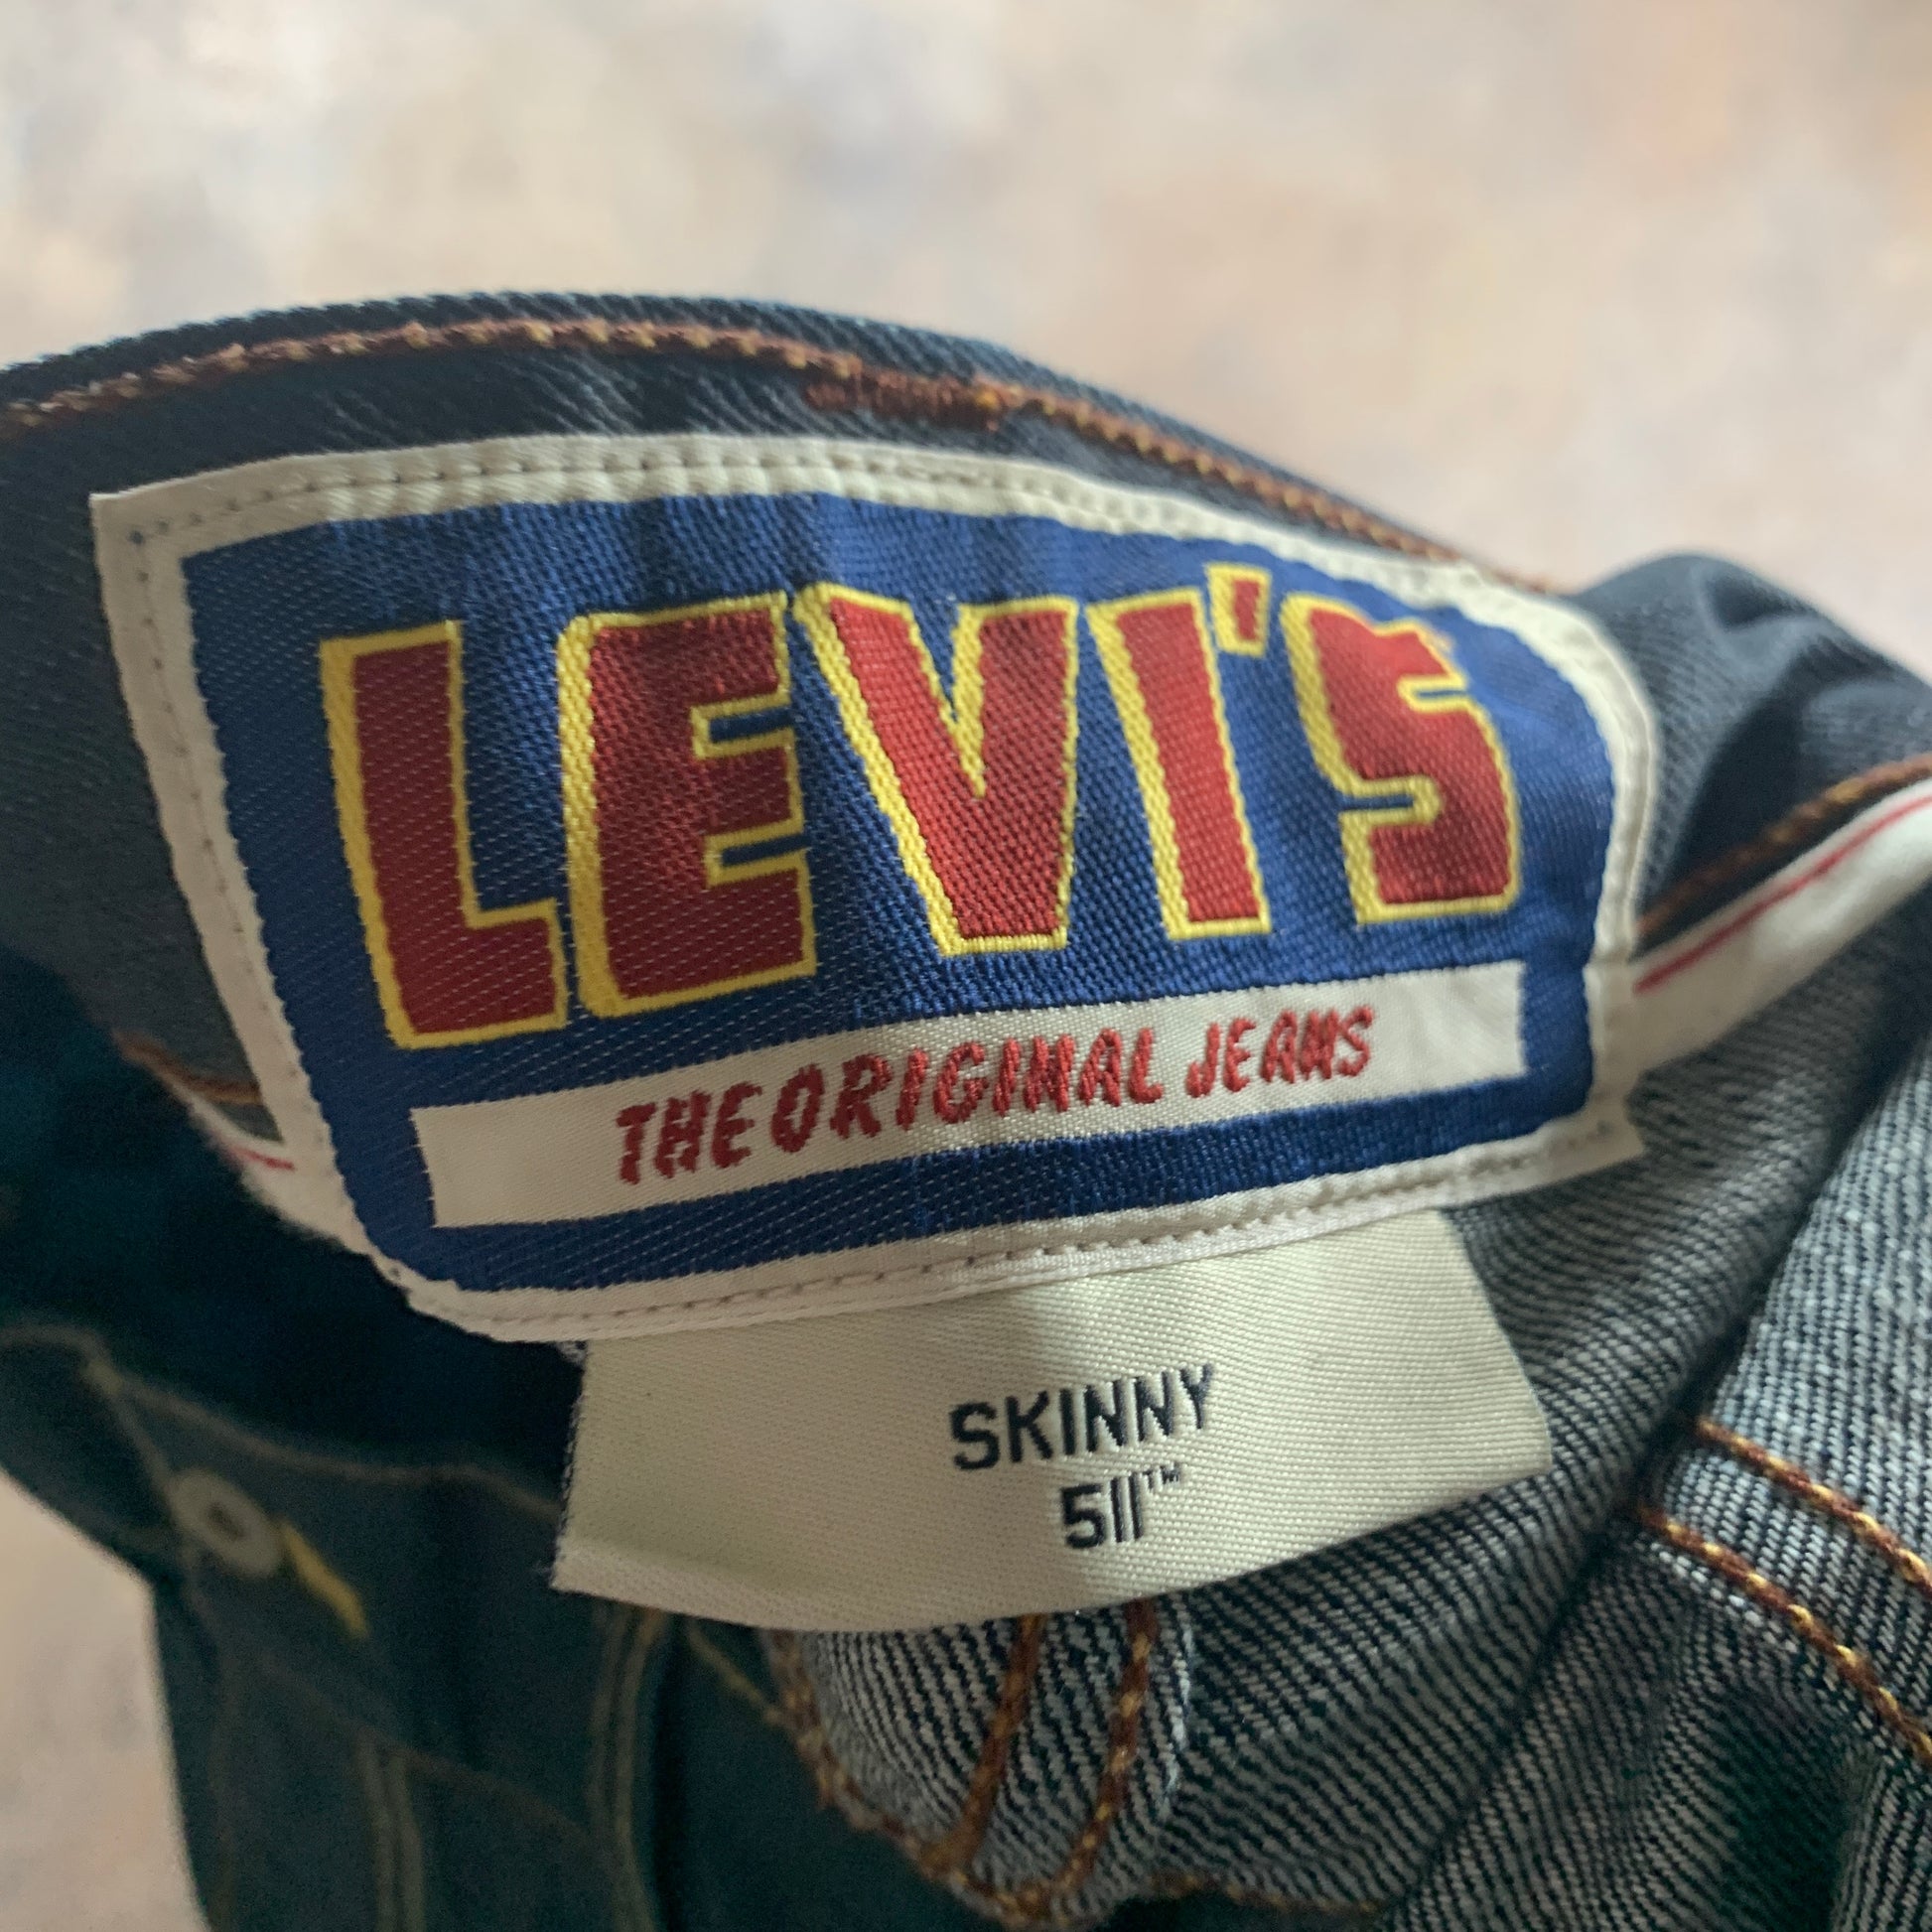 LEVI'S
THE ORIGINAL JEANS
SKINNY
511™